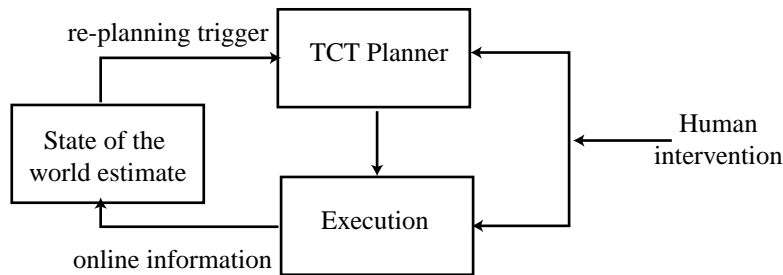 re-planning trigger
TCT Planner
State of the
world estimate
Human
intervention
Execution
online information